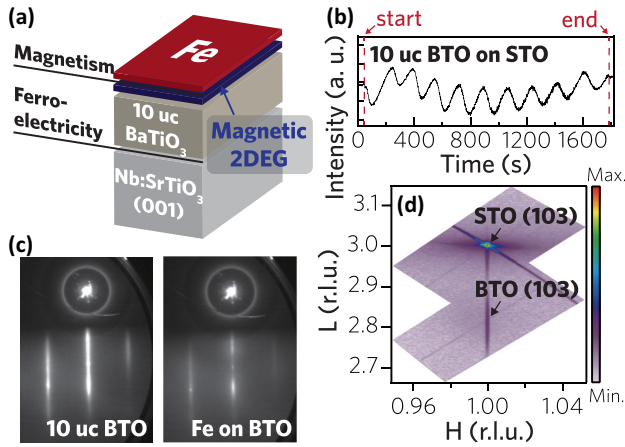 (a)
Fe
Magnetism
Ferro-
electricity
10 uc
BaTiO₃
Magnetic
2DEG
Nb:SrTiO₃
(001)
(b)
start
end
10 uc BTO on STO
Intensity (a. u.)
0 400 800 1200 1600
Time (s)
(c)
10 uc BTO
Fe on BTO
(d)
STO (103)
BTO (103)
3.1
3.0
2.9
2.8
2.7
L (r.l.u.)
0.96 1.00 1.04
H (r.l.u.)
Max.
Min.